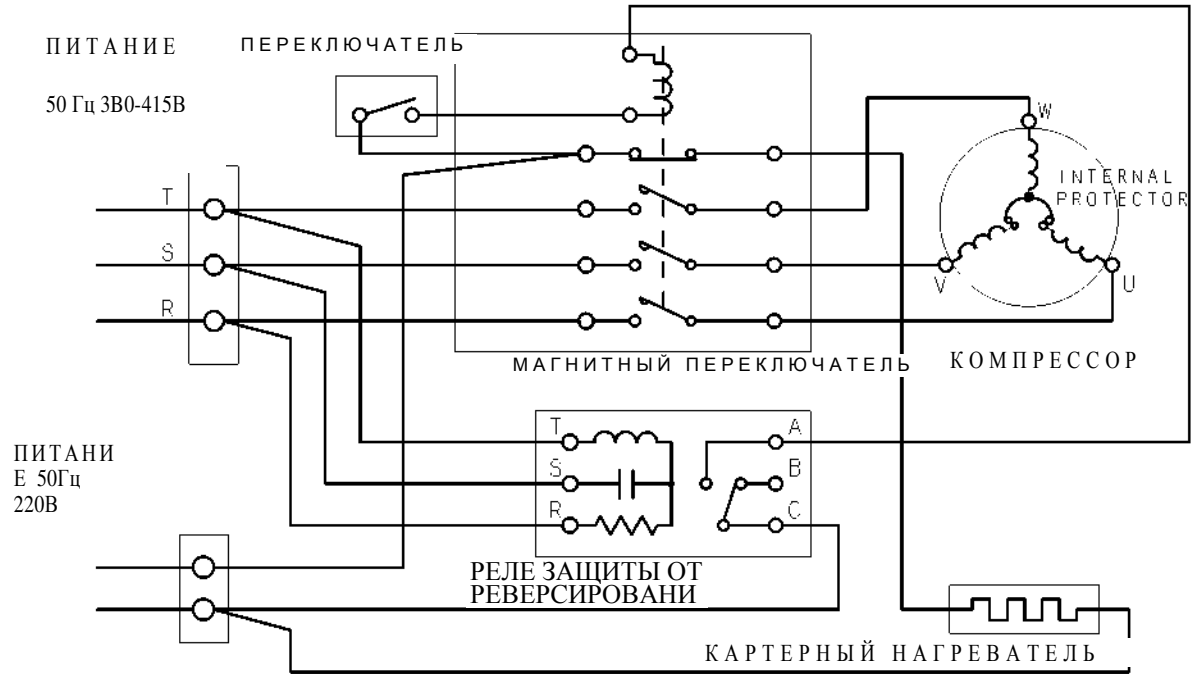 ПИТАНИЕ
ПЕРЕКЛЮЧАТЕЛЬ
50 Гц 3В0-415В
W
INTERNAL
PROTECTOR
T
S
V
U
R
МАГНИТНЫЙ ПЕРЕКЛЮЧАТЕЛЬ
КОМПРЕССОР
ПИТАНИ
Е 50Гц
220В
T
A
S
B
R
C
РЕЛЕ ЗАЩИТЫ ОТ
РЕВЕРСИРОВАНИ
КАРТЕРНЫЙ НАГРЕВАТЕЛЬ